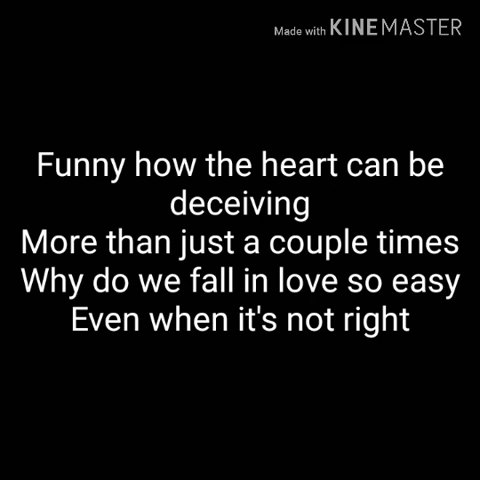 Made with KINEMASTER
Funny how the heart can be
deceiving
More than just a couple times
Why do we fall in love so easy
Even when it's not right